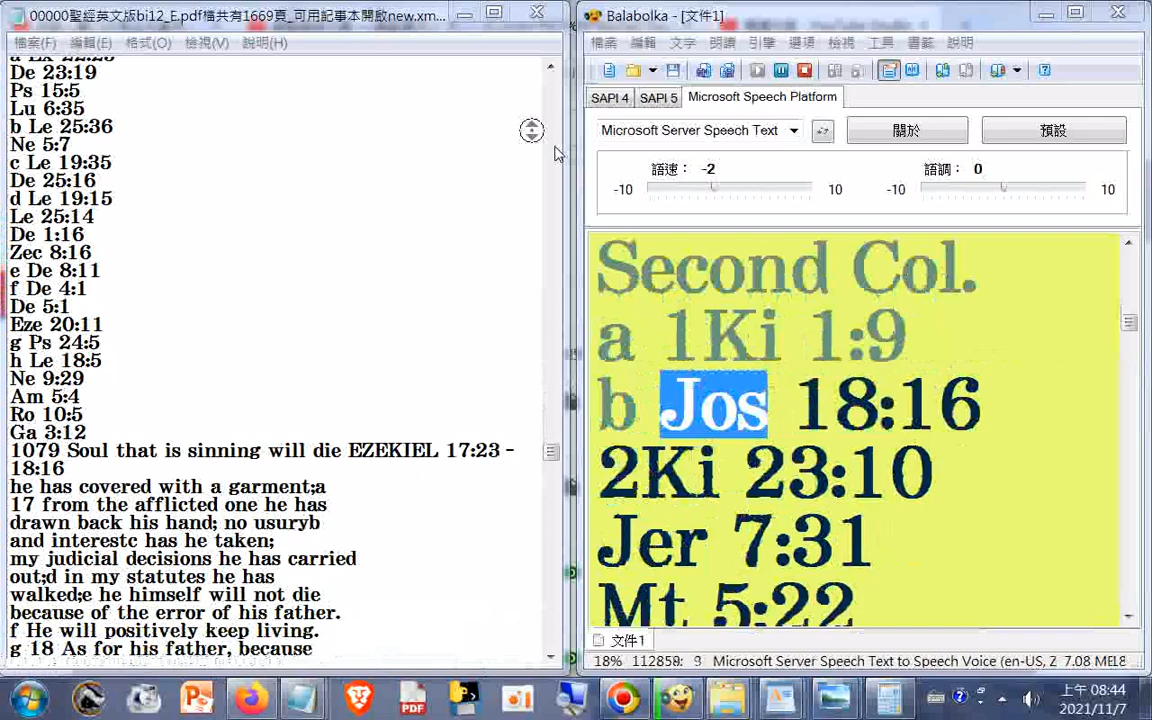 00000聖經英文版bi12_E.pdf檔共有1669頁_可用記事本開啟new.xm...
檔案(F) 編輯(E) 格式(O) 檢視(V) 說明(H)
De 23:19
Ps 15:5
Lu 6:35
b Le 25:36
Ne 5:7
c Le 19:35
De 25:16
d Le 19:15
Le 25:14
De 1:16
Zec 8:16
e De 8:11
f De 4:1
De 5:1
Eze 20:11
g Ps 24:5
h Le 18:5
Ne 9:29
Am 5:4
Ro 10:5
Ga 3:12
1079 Soul that is sinning will die EZEKIEL 17:23 -
18:16
he has covered with a garment;a
17 from the afflicted one he has
drawn back his hand; no usuryb
and interestc has he taken;
my judicial decisions he has carried
out;d in my statutes he has
walked;e he himself will not die
because of the error of his father.
f He will positively keep living.
g 18 As for his father, because
Balabolka - [文件1]
檔案 編輯 文字 朗讀 引擎 選項 檢視 工具 書籤 說明
SAPI 4 SAPI 5 Microsoft Speech Platform
Microsoft Server Speech Text 關於 預設
語速： -2 語調： 0
-10 10 -10 10
Second Col.
a 1Ki 1:9
b Jos 18:16
2Ki 23:10
Jer 7:31
Mt 5:22
文件1
18% 112858: 9 Microsoft Server Speech Text to Speech Voice (en-US, Z 7.08 MB
上午 08:44
2021/11/7